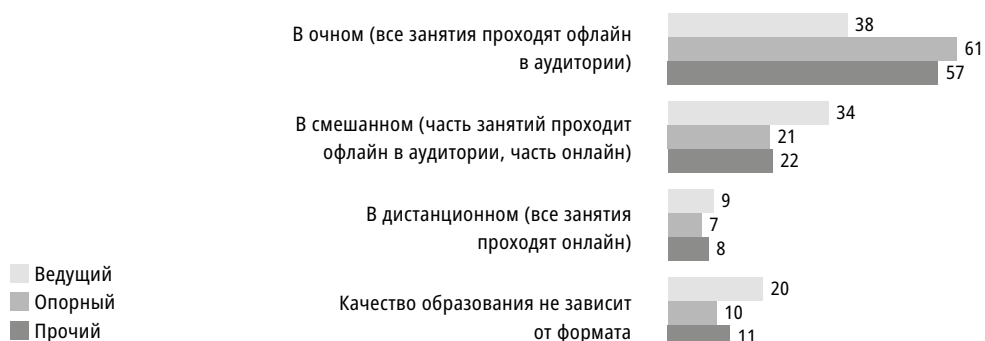 В очном (все занятия проходят офлайн
в аудитории)
38
61
57
В смешанном (часть занятий проходит
офлайн в аудитории, часть онлайн)
34
21
22
В дистанционном (все занятия
проходят онлайн)
9
7
8
Качество образования не зависит
от формата
20
10
11
Ведущий
Опорный
Прочий